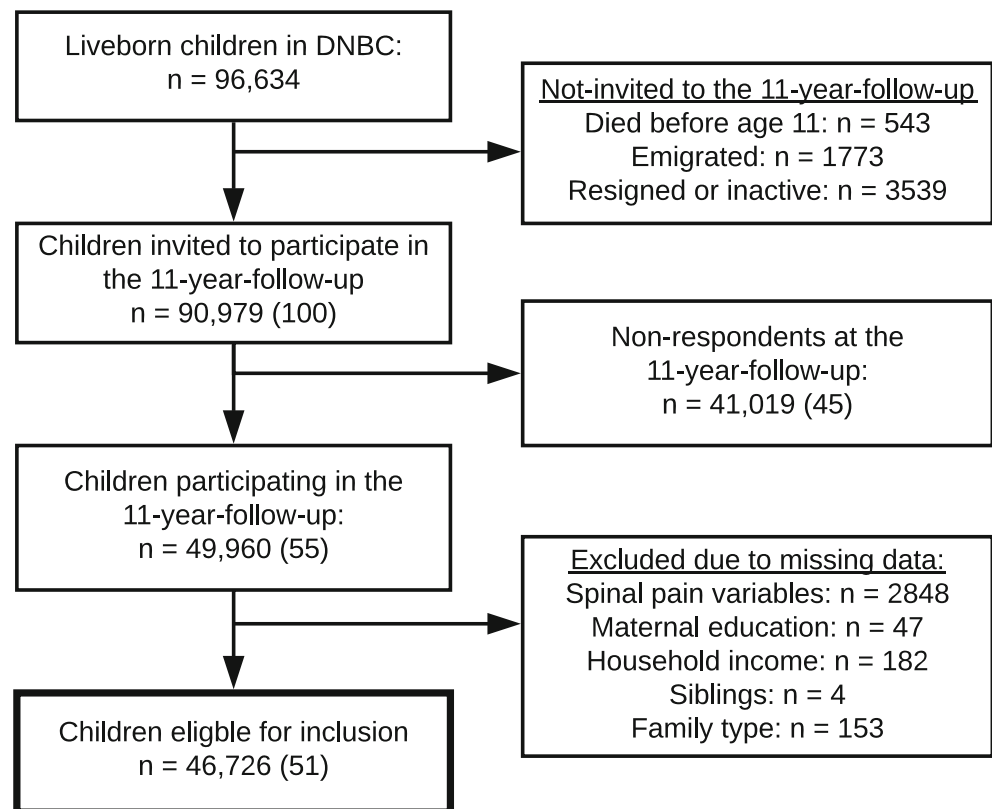 Liveborn children in DNBC:
n = 96,634
Not-invited to the 11-year-follow-up
Died before age 11: n = 543
Emigrated: n = 1773
Resigned or inactive: n = 3539
Children invited to participate in
the 11-year-follow-up
n = 90,979 (100)
Non-respondents at the
11-year-follow-up:
n = 41,019 (45)
Children participating in the
11-year-follow-up:
n = 49,960 (55)
Excluded due to missing data:
Spinal pain variables: n = 2848
Maternal education: n = 47
Household income: n = 182
Siblings: n = 4
Family type: n = 153
Children eligble for inclusion
n = 46,726 (51)